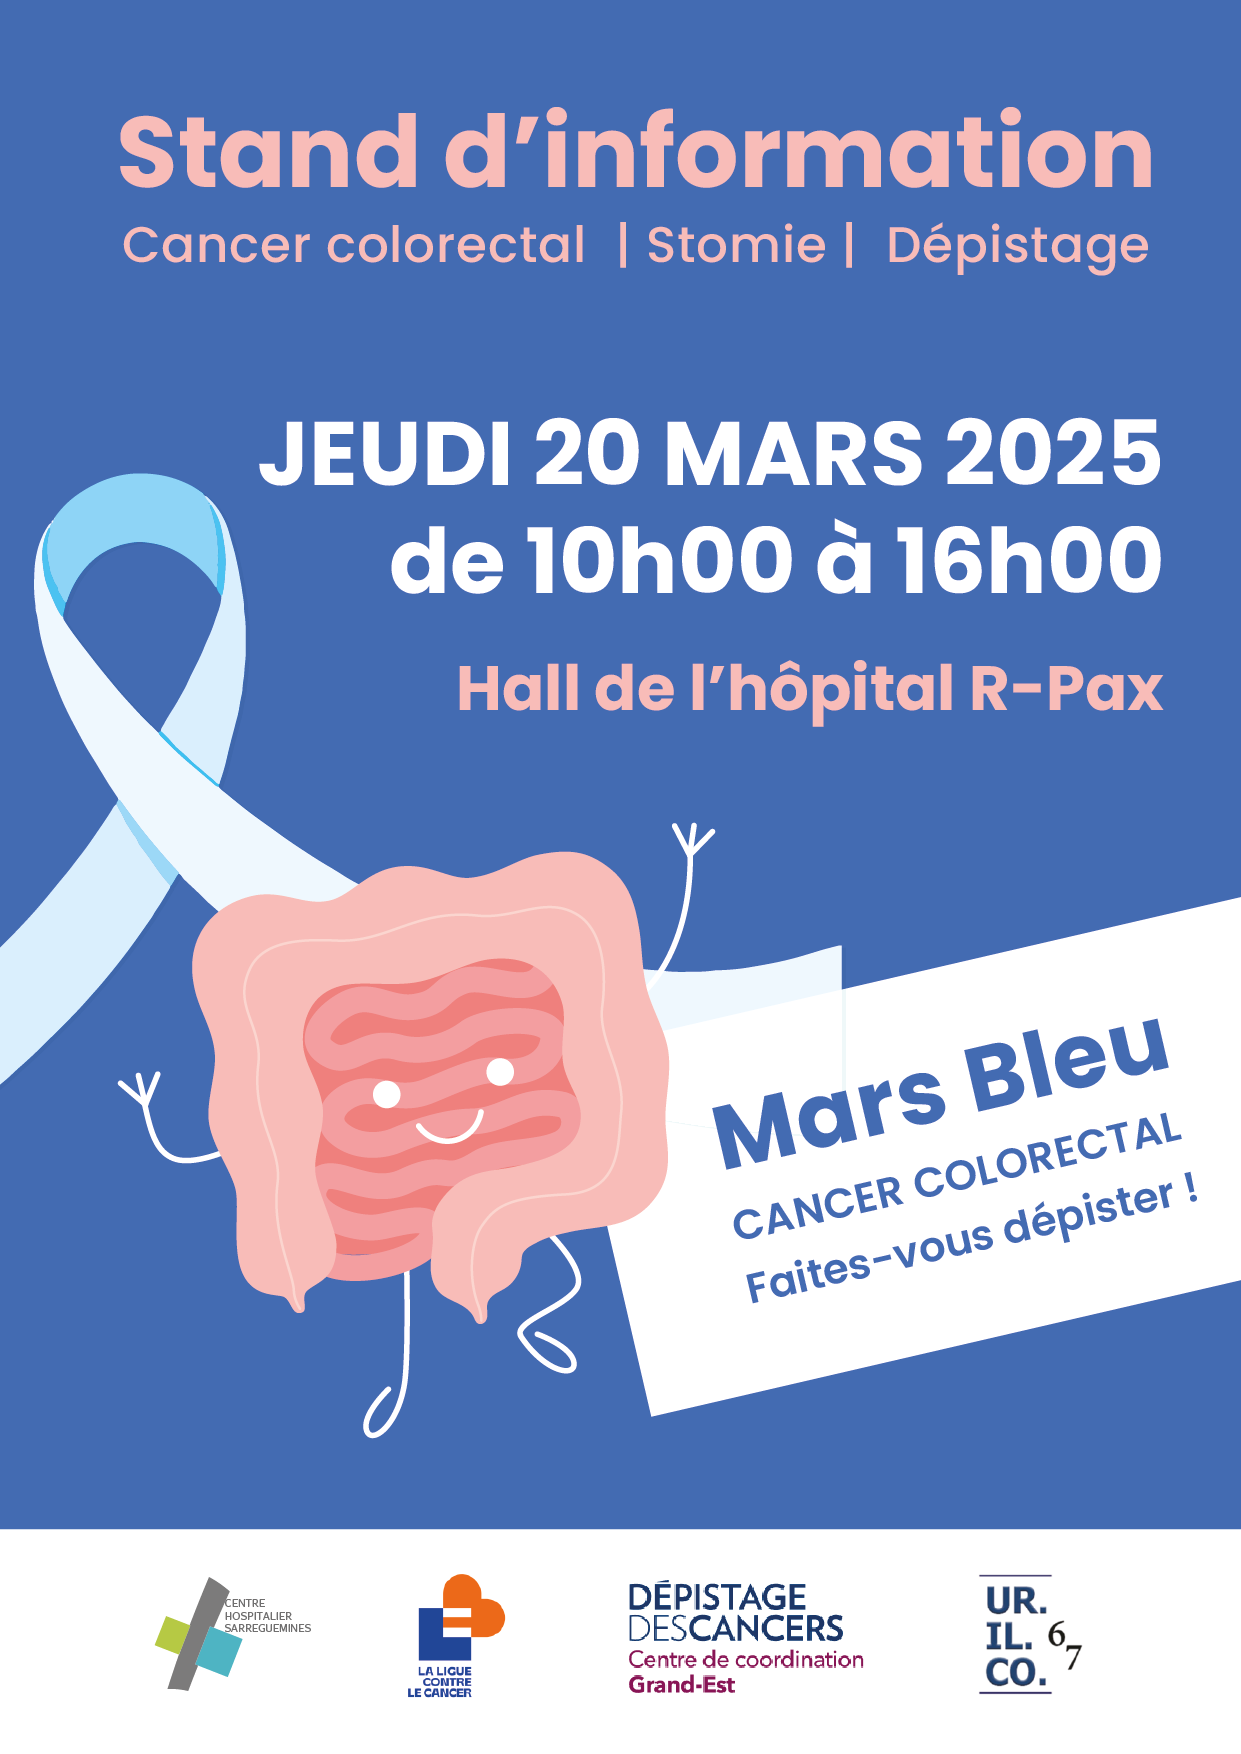 Stand d’information
Cancer colorectal | Stomie | Dépistage
JEUDI 20 MARS 2025
de 10h00 à 16h00
Hall de l’hôpital R-Pax
Mars Bleu
CANCER COLORECTAL
Faites-vous dépister !
CENTRE
HOSPITALIER
SARREGUEMINES
LA LIGUE
CONTRE
LE CANCER
DÉPISTAGE
DES CANCERS
Centre de coordination
Grand-Est
UR.
IL.
CO.
67